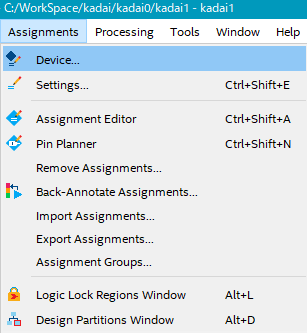 C:/WorkSpace/kadai/kadai0/kadai1 - kadai1
Assignments Processing Tools Window Help
Device...
Settings... Ctrl+Shift+E
Assignment Editor Ctrl+Shift+A
Pin Planner Ctrl+Shift+N
Remove Assignments...
Back-Annotate Assignments...
Import Assignments...
Export Assignments...
Assignment Groups...
Logic Lock Regions Window Alt+L
Design Partitions Window Alt+D